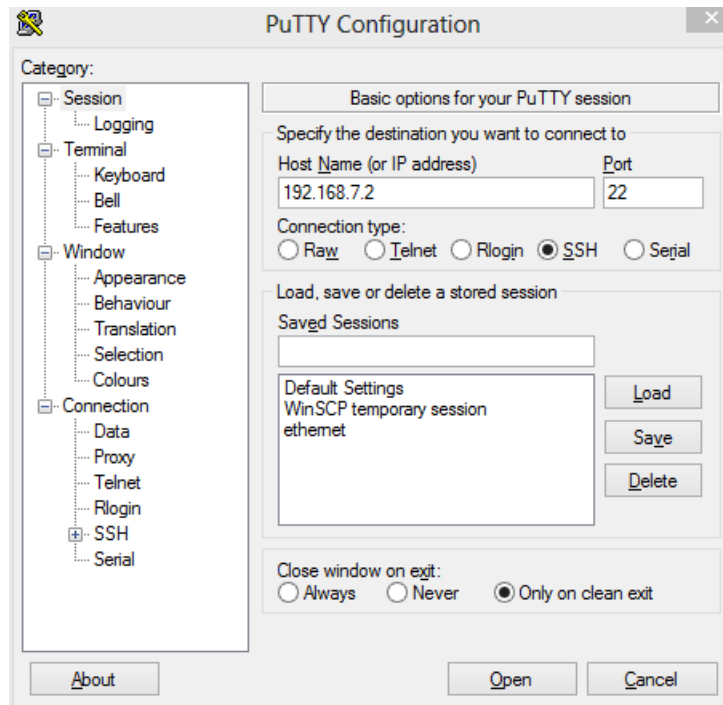 PuTTY Configuration
Category:
Session
Logging
Terminal
Keyboard
Bell
Features
Window
Appearance
Behaviour
Translation
Selection
Colours
Connection
Data
Proxy
Telnet
Rlogin
SSH
Serial
Basic options for your PuTTY session
Specify the destination you want to connect to
Host Name (or IP address) Port
192.168.7.2 22
Connection type:
Raw Telnet Rlogin SSH Serial
Load, save or delete a stored session
Saved Sessions
Default Settings
WinSCP temporary session
ethernet
Load
Save
Delete
Close window on exit:
Always Never Only on clean exit
About Open Cancel